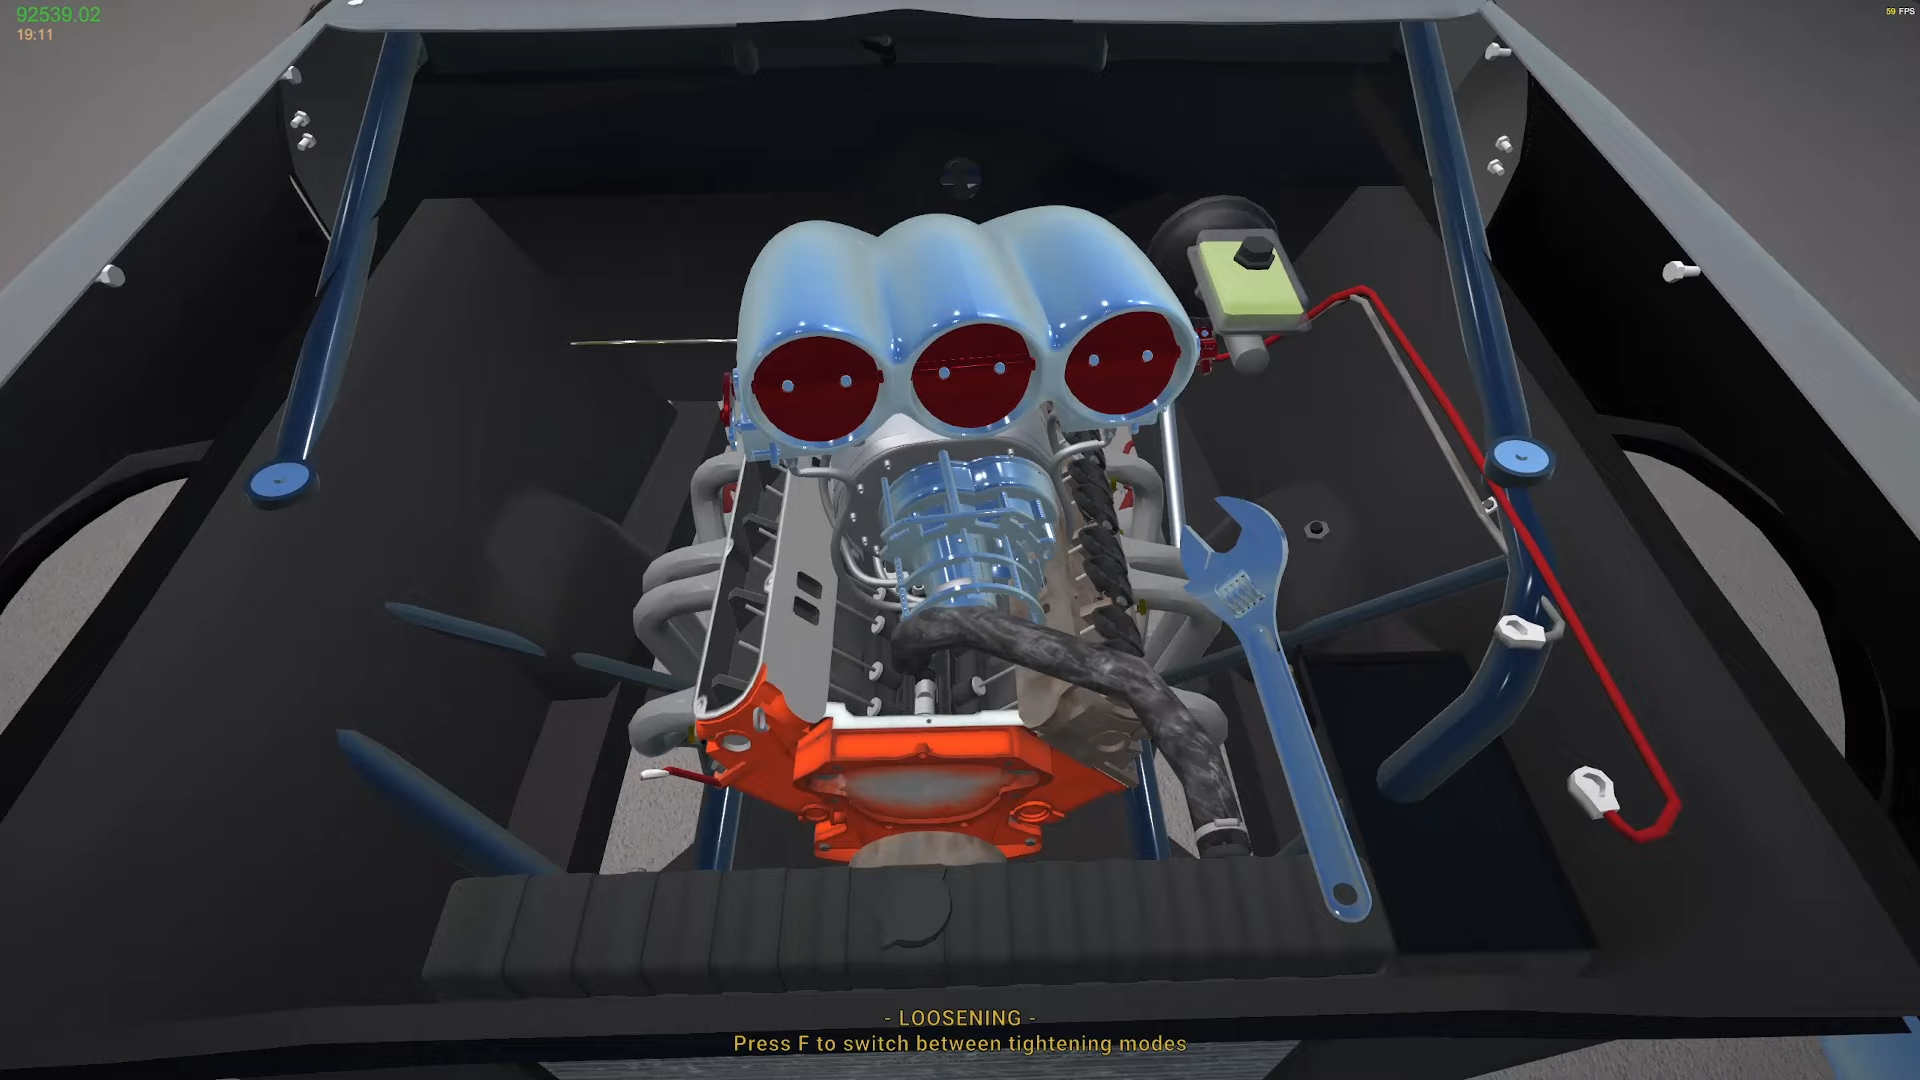 92539.02
59 FPS
19:11
- LOOSENING -
Press F to switch between tightening modes